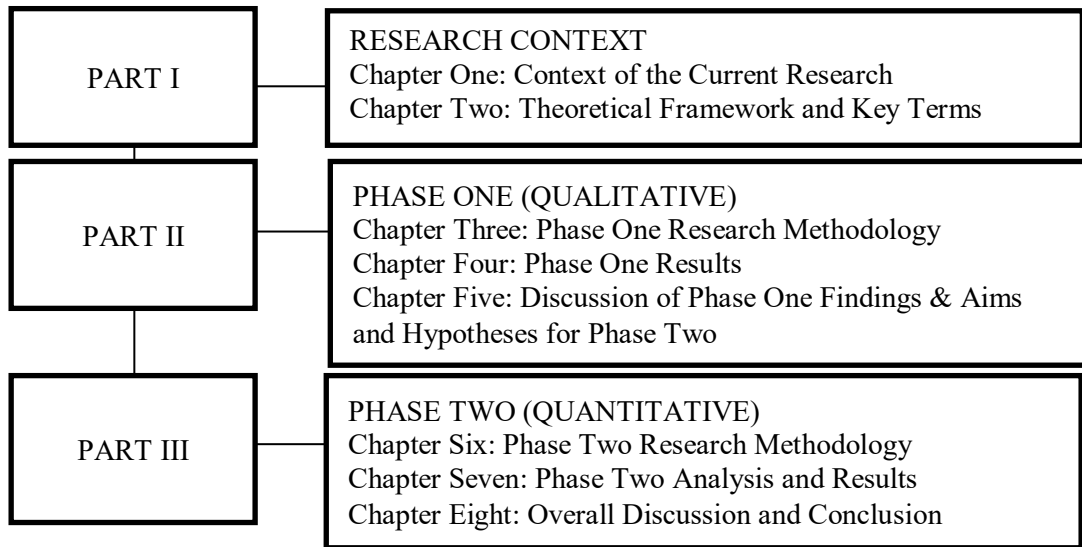 PART I
RESEARCH CONTEXT
Chapter One: Context of the Current Research
Chapter Two: Theoretical Framework and Key Terms
PART II
PHASE ONE (QUALITATIVE)
Chapter Three: Phase One Research Methodology
Chapter Four: Phase One Results
Chapter Five: Discussion of Phase One Findings & Aims
and Hypotheses for Phase Two
PART III
PHASE TWO (QUANTITATIVE)
Chapter Six: Phase Two Research Methodology
Chapter Seven: Phase Two Analysis and Results
Chapter Eight: Overall Discussion and Conclusion